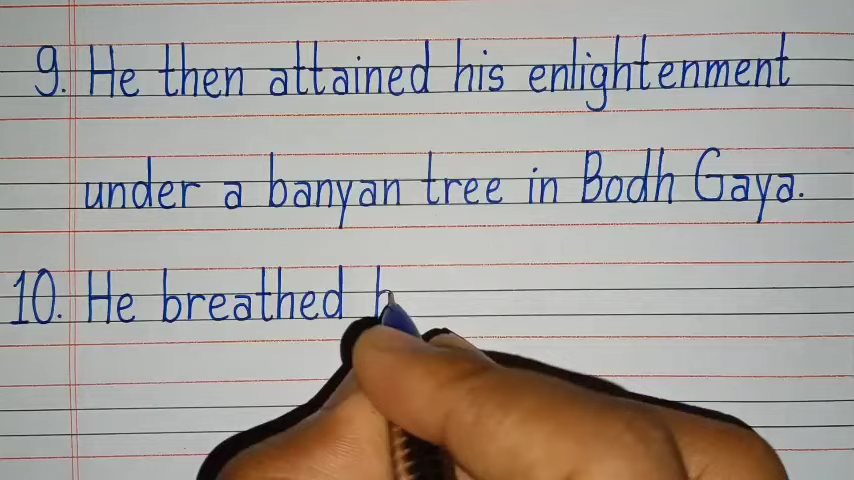 9. He then attained his enlightenment
under a banyan tree in Bodh Gaya.
10. He breathed h